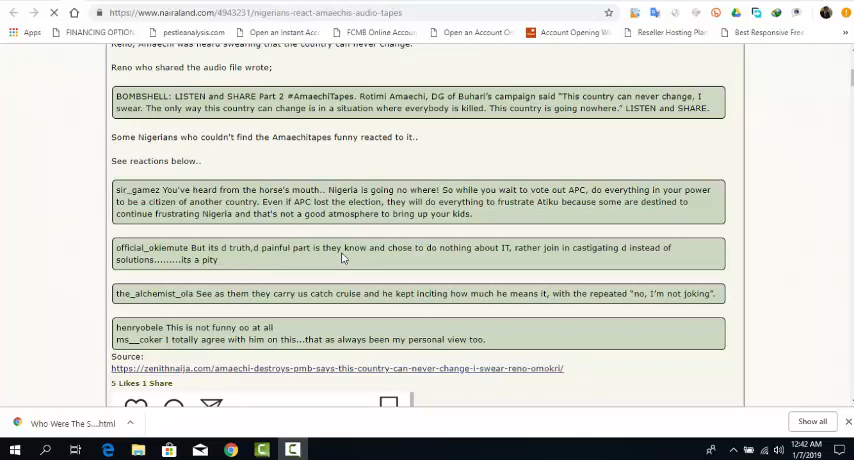 https://www.nairaland.com/4943231/nigerians-react-amaechis-audio-tapes
Apps FINANCING OPTION: pestleanalysis.com Open an Instant Acc FCMB Online Accoun Open an Account On Account Opening W Reseller Hosting Plan Best Responsive Free
Reno, Amaechi was heard swearing that the country can never change.
Reno who shared the audio file wrote;
BOMBSHELL: LISTEN and SHARE Part 2 #AmaechiTapes. Rotimi Amaechi, DG of Buhari's campaign said "This country can never change, I
swear. The only way this country can change is in a situation where everybody is killed. This country is going nowhere." LISTEN and SHARE.
Some Nigerians who couldn't find the Amaechitapes funny reacted to it..
See reactions below..
sir_gamez You've heard from the horse's mouth.. Nigeria is going no where! So while you wait to vote out APC, do everything in your power
to be a citizen of another country. Even if APC lost the election, they will do everything to frustrate Atiku because some are destined to
continue frustrating Nigeria and that's not a good atmosphere to bring up your kids.
official_okiemute But its d truth,d painful part is they know and chose to do nothing about IT, rather join in castigating d instead of
solutions.........its a pity
the_alchemist_ola See as them they carry us catch cruise and he kept inciting how much he means it, with the repeated "no, I'm not joking".
henryobele This is not funny oo at all
ms__coker I totally agree with him on this...that as always been my personal view too.
Source:
https://zenithnaija.com/amaechi-destroys-pmb-says-this-country-can-never-change-i-swear-reno-omokri/
5 Likes 1 Share
Who Were The S....html
Show all
12:42 AM
1/7/2019